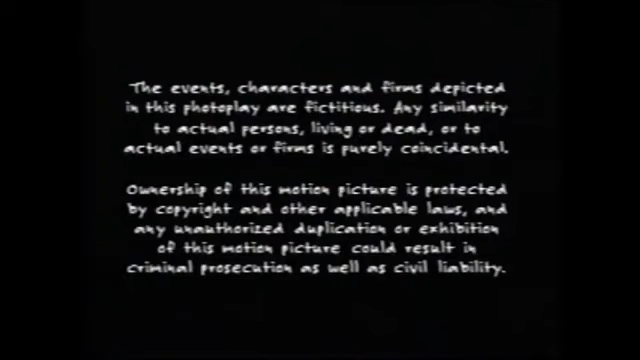 The events, characters and firms depicted
in this photoplay are fictitious. Any similarity
to actual persons, living or dead, or to
actual events or firms is purely coincidental.
Ownership of this motion picture is protected
by copyright and other applicable laws, and
any unauthorized duplication or exhibition
of this motion picture could result in
criminal prosecution as well as civil liability.